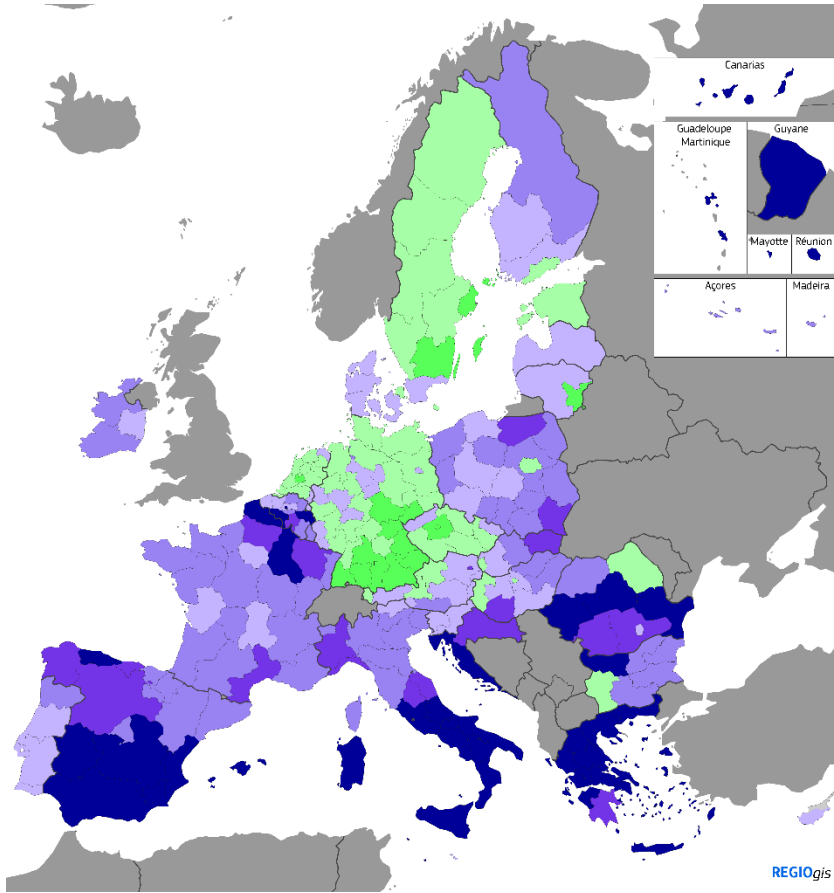 Canarias
Guadeloupe
Martinique
Guyane
Mayotte
Réunion
Açores
Madeira
REGIOgis